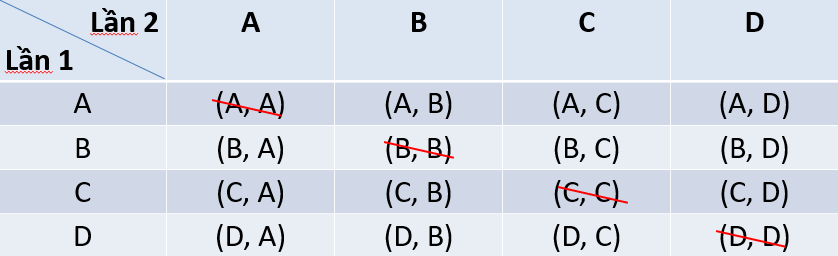 Lần 2 A B C D
Lần 1
A (A, A) (A, B) (A, C) (A, D)
B (B, A) (B, B) (B, C) (B, D)
C (C, A) (C, B) (C, C) (C, D)
D (D, A) (D, B) (D, C) (D, D)